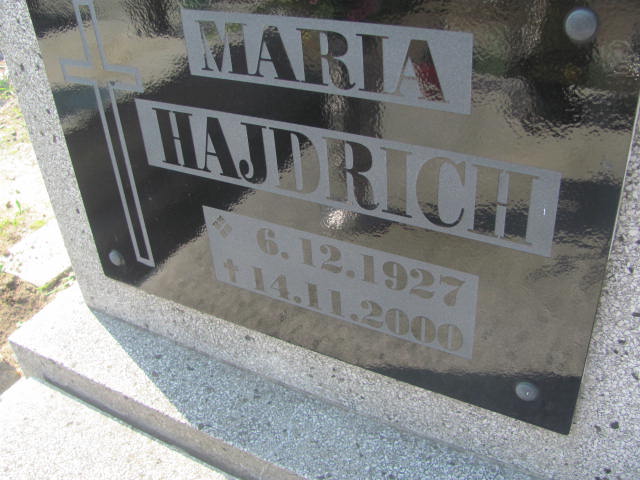 MARIA
HAJDRICH
6.12.1927
✝ 14.11.2000